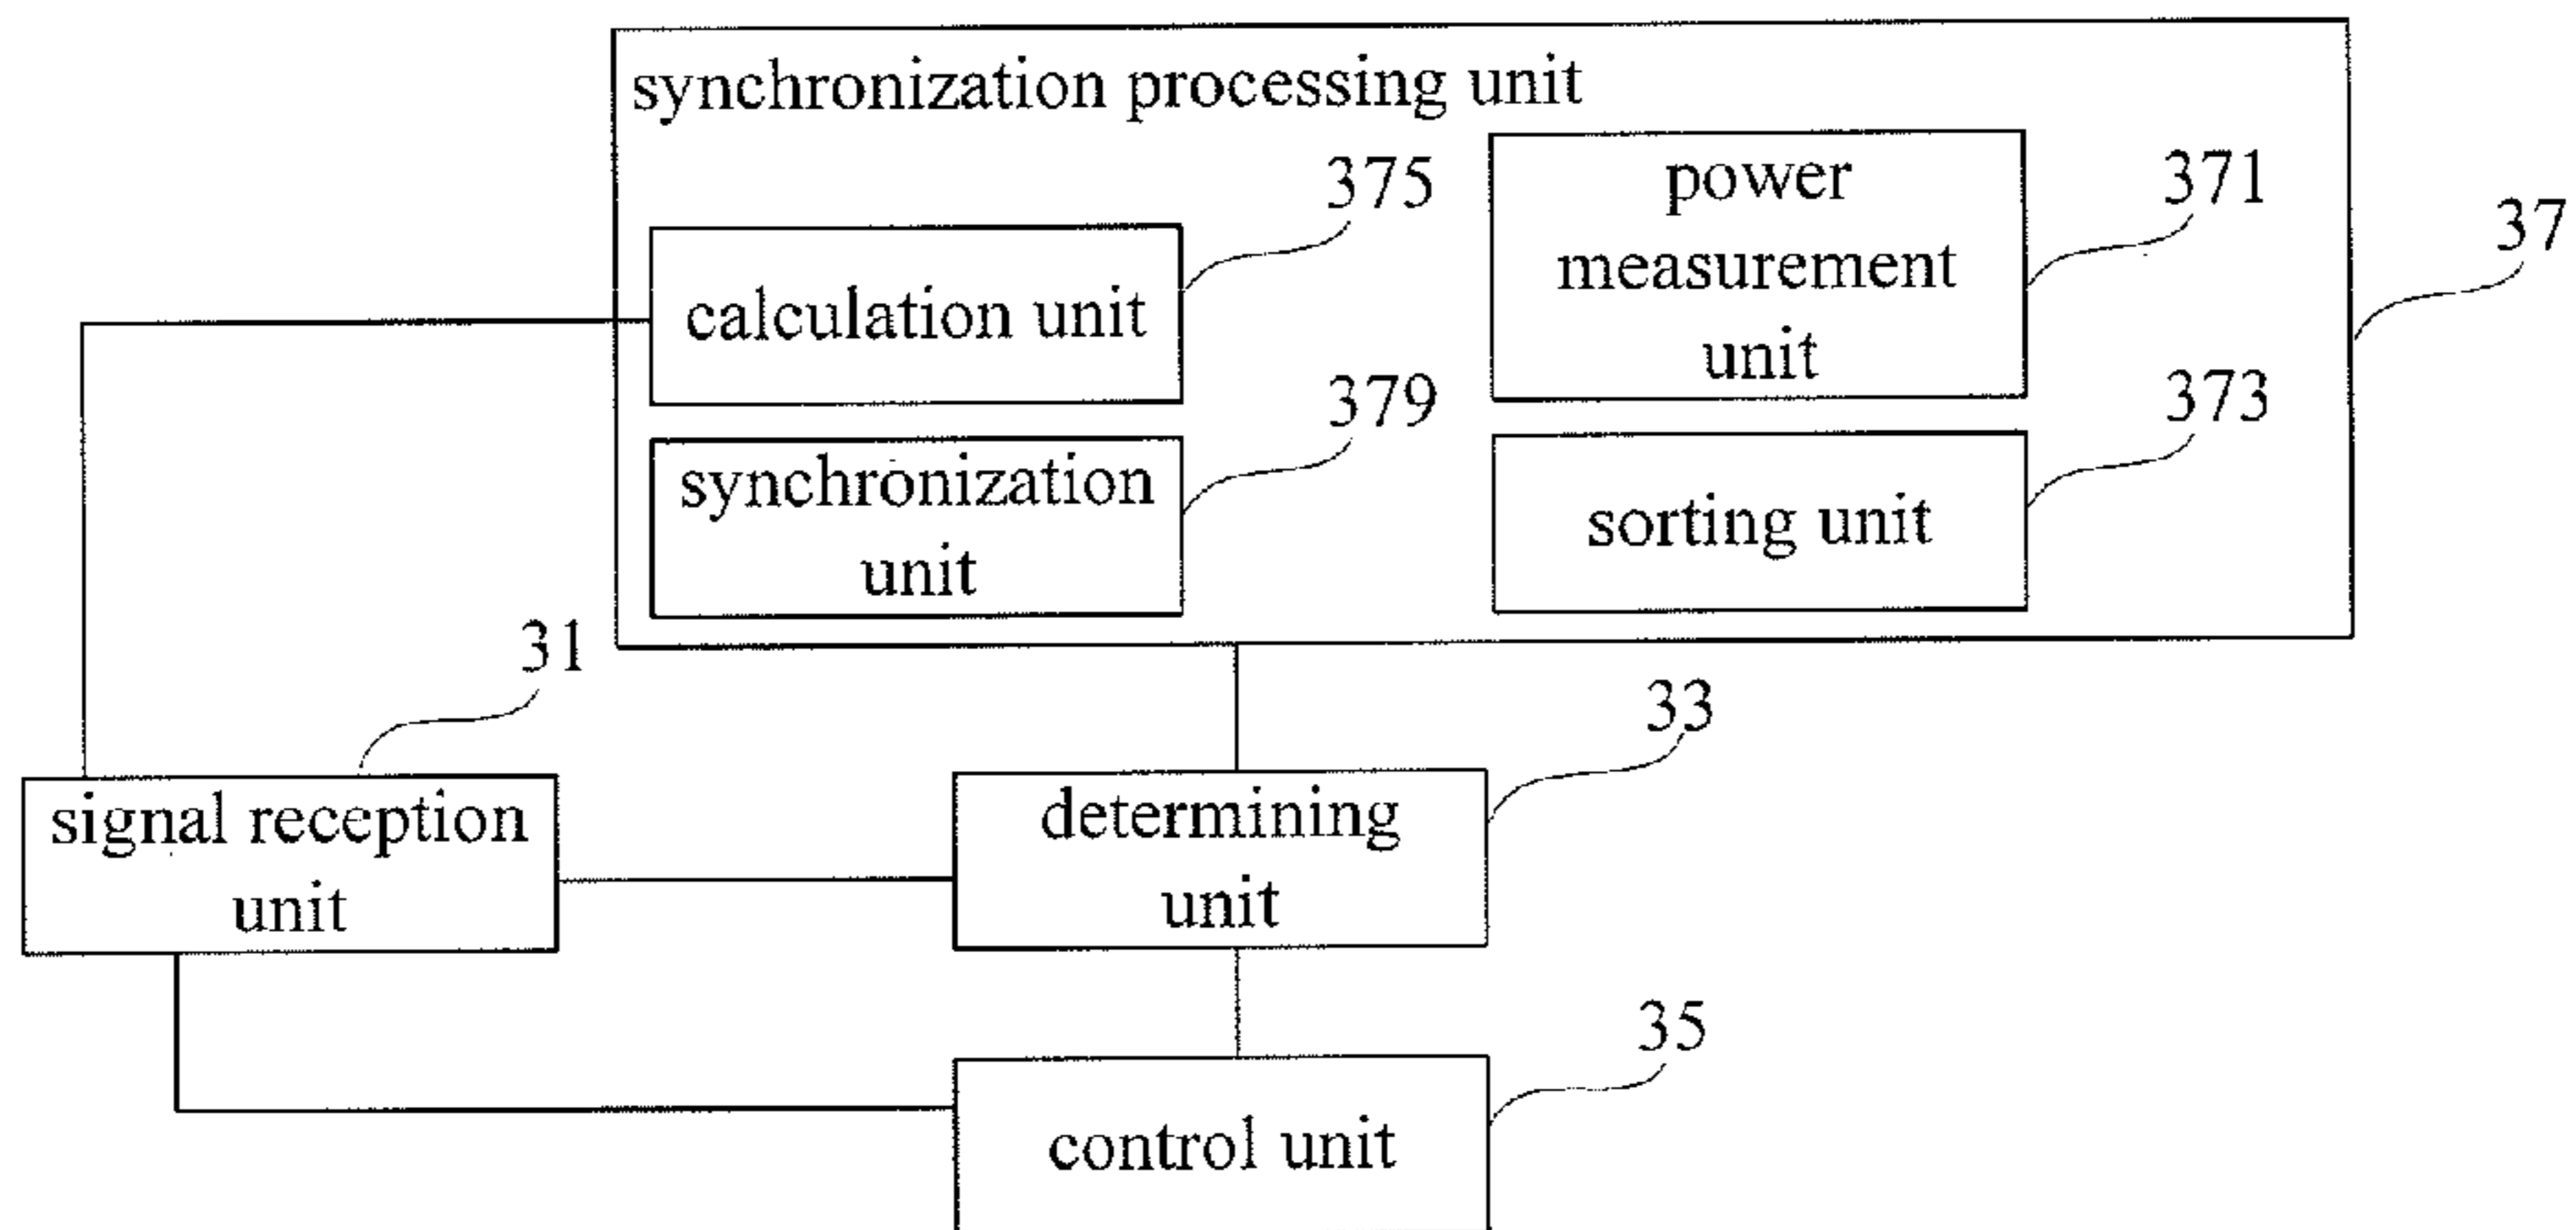 synchronization processing unit
375
power
measurement
unit
371
37
calculation unit
379
373
synchronization
unit
sorting unit
31
33
signal reception
unit
determining
unit
35
control unit